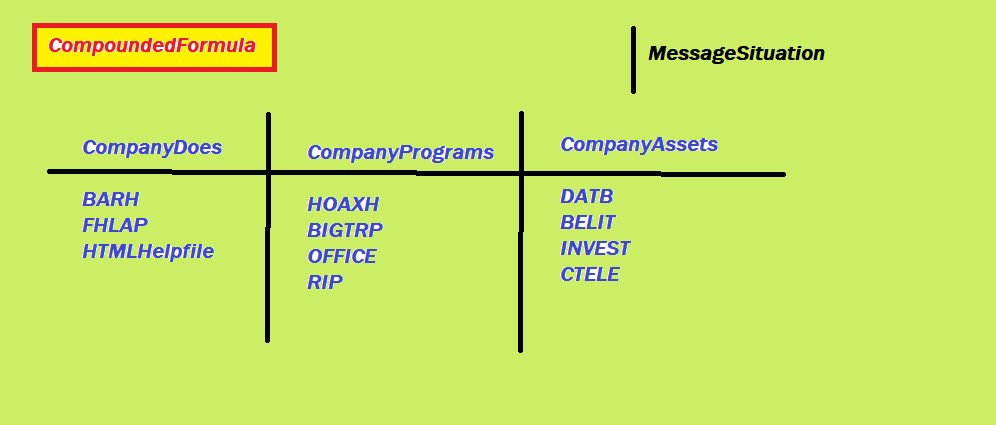 CompoundedFormula
MessageSituation
CompanyDoes
BARH
FHLAP
HTMLHelpfile
CompanyPrograms
HOAXH
BIGTRP
OFFICE
RIP
CompanyAssets
DATB
BELIT
INVEST
CTELE